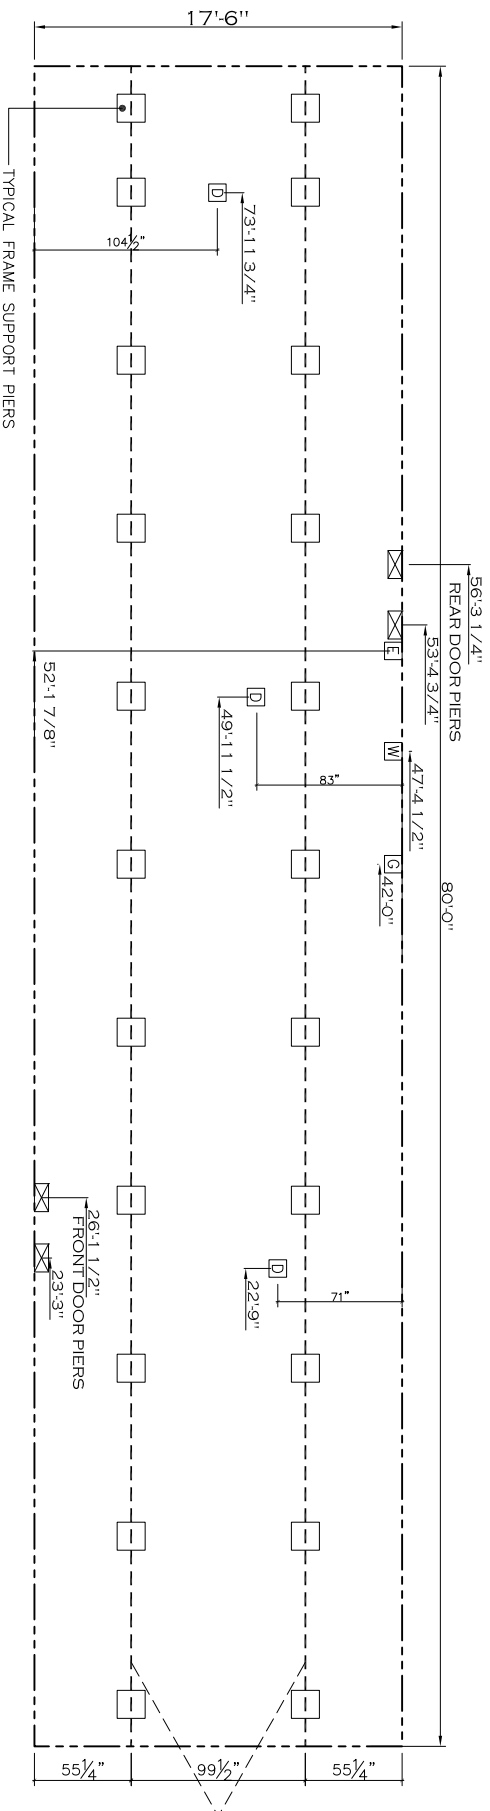 17'-6"
TYPICAL FRAME SUPPORT PIERS
D
104½"
73'-11 3/4"
56'-3 1/4"
REAR DOOR PIERS
53'-4 3/4"
E
52'-1 7/8"
D
49'-11 1/2"
83"
W
47'-4 1/2"
G
42'-0"
80'-0"
26'-1 1/2"
FRONT DOOR PIERS
23'-3"
D
22'-9"
71"
55¼"
99½"
55¼"